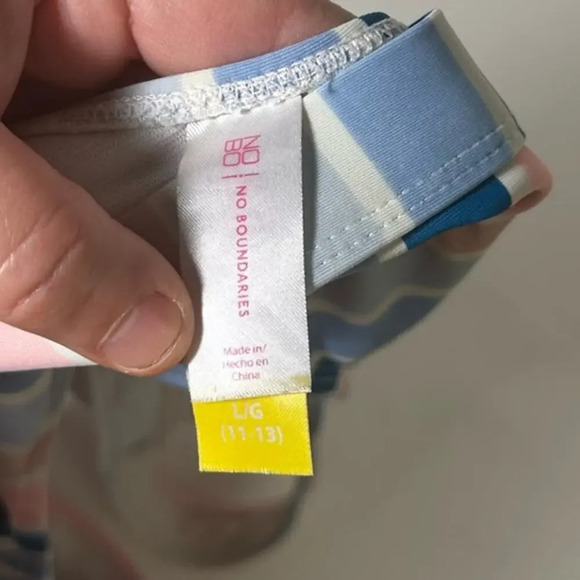 NO
BO
NO BOUNDARIES
Made in/
Hecho en
China
L/G
(11-13)